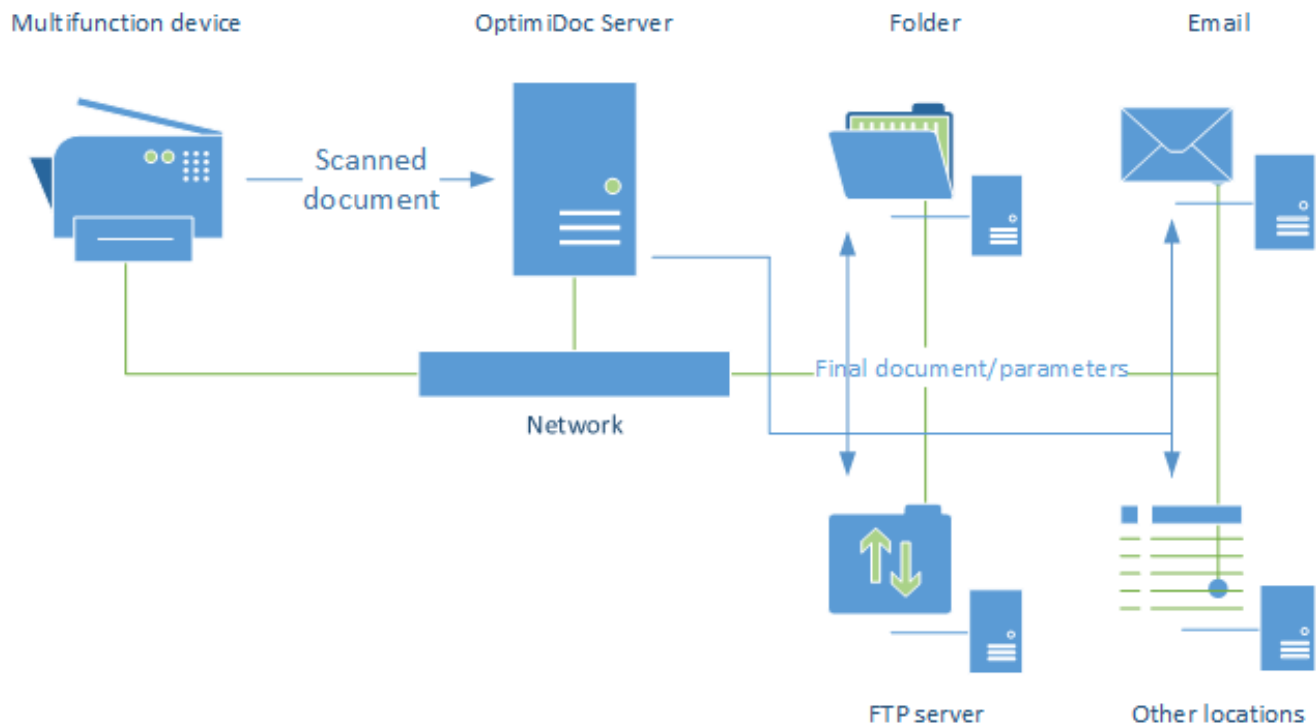 Multifunction device
OptimiDoc Server
Folder
Email
Scanned
document
Final document/parameters
Network
FTP server
Other locations